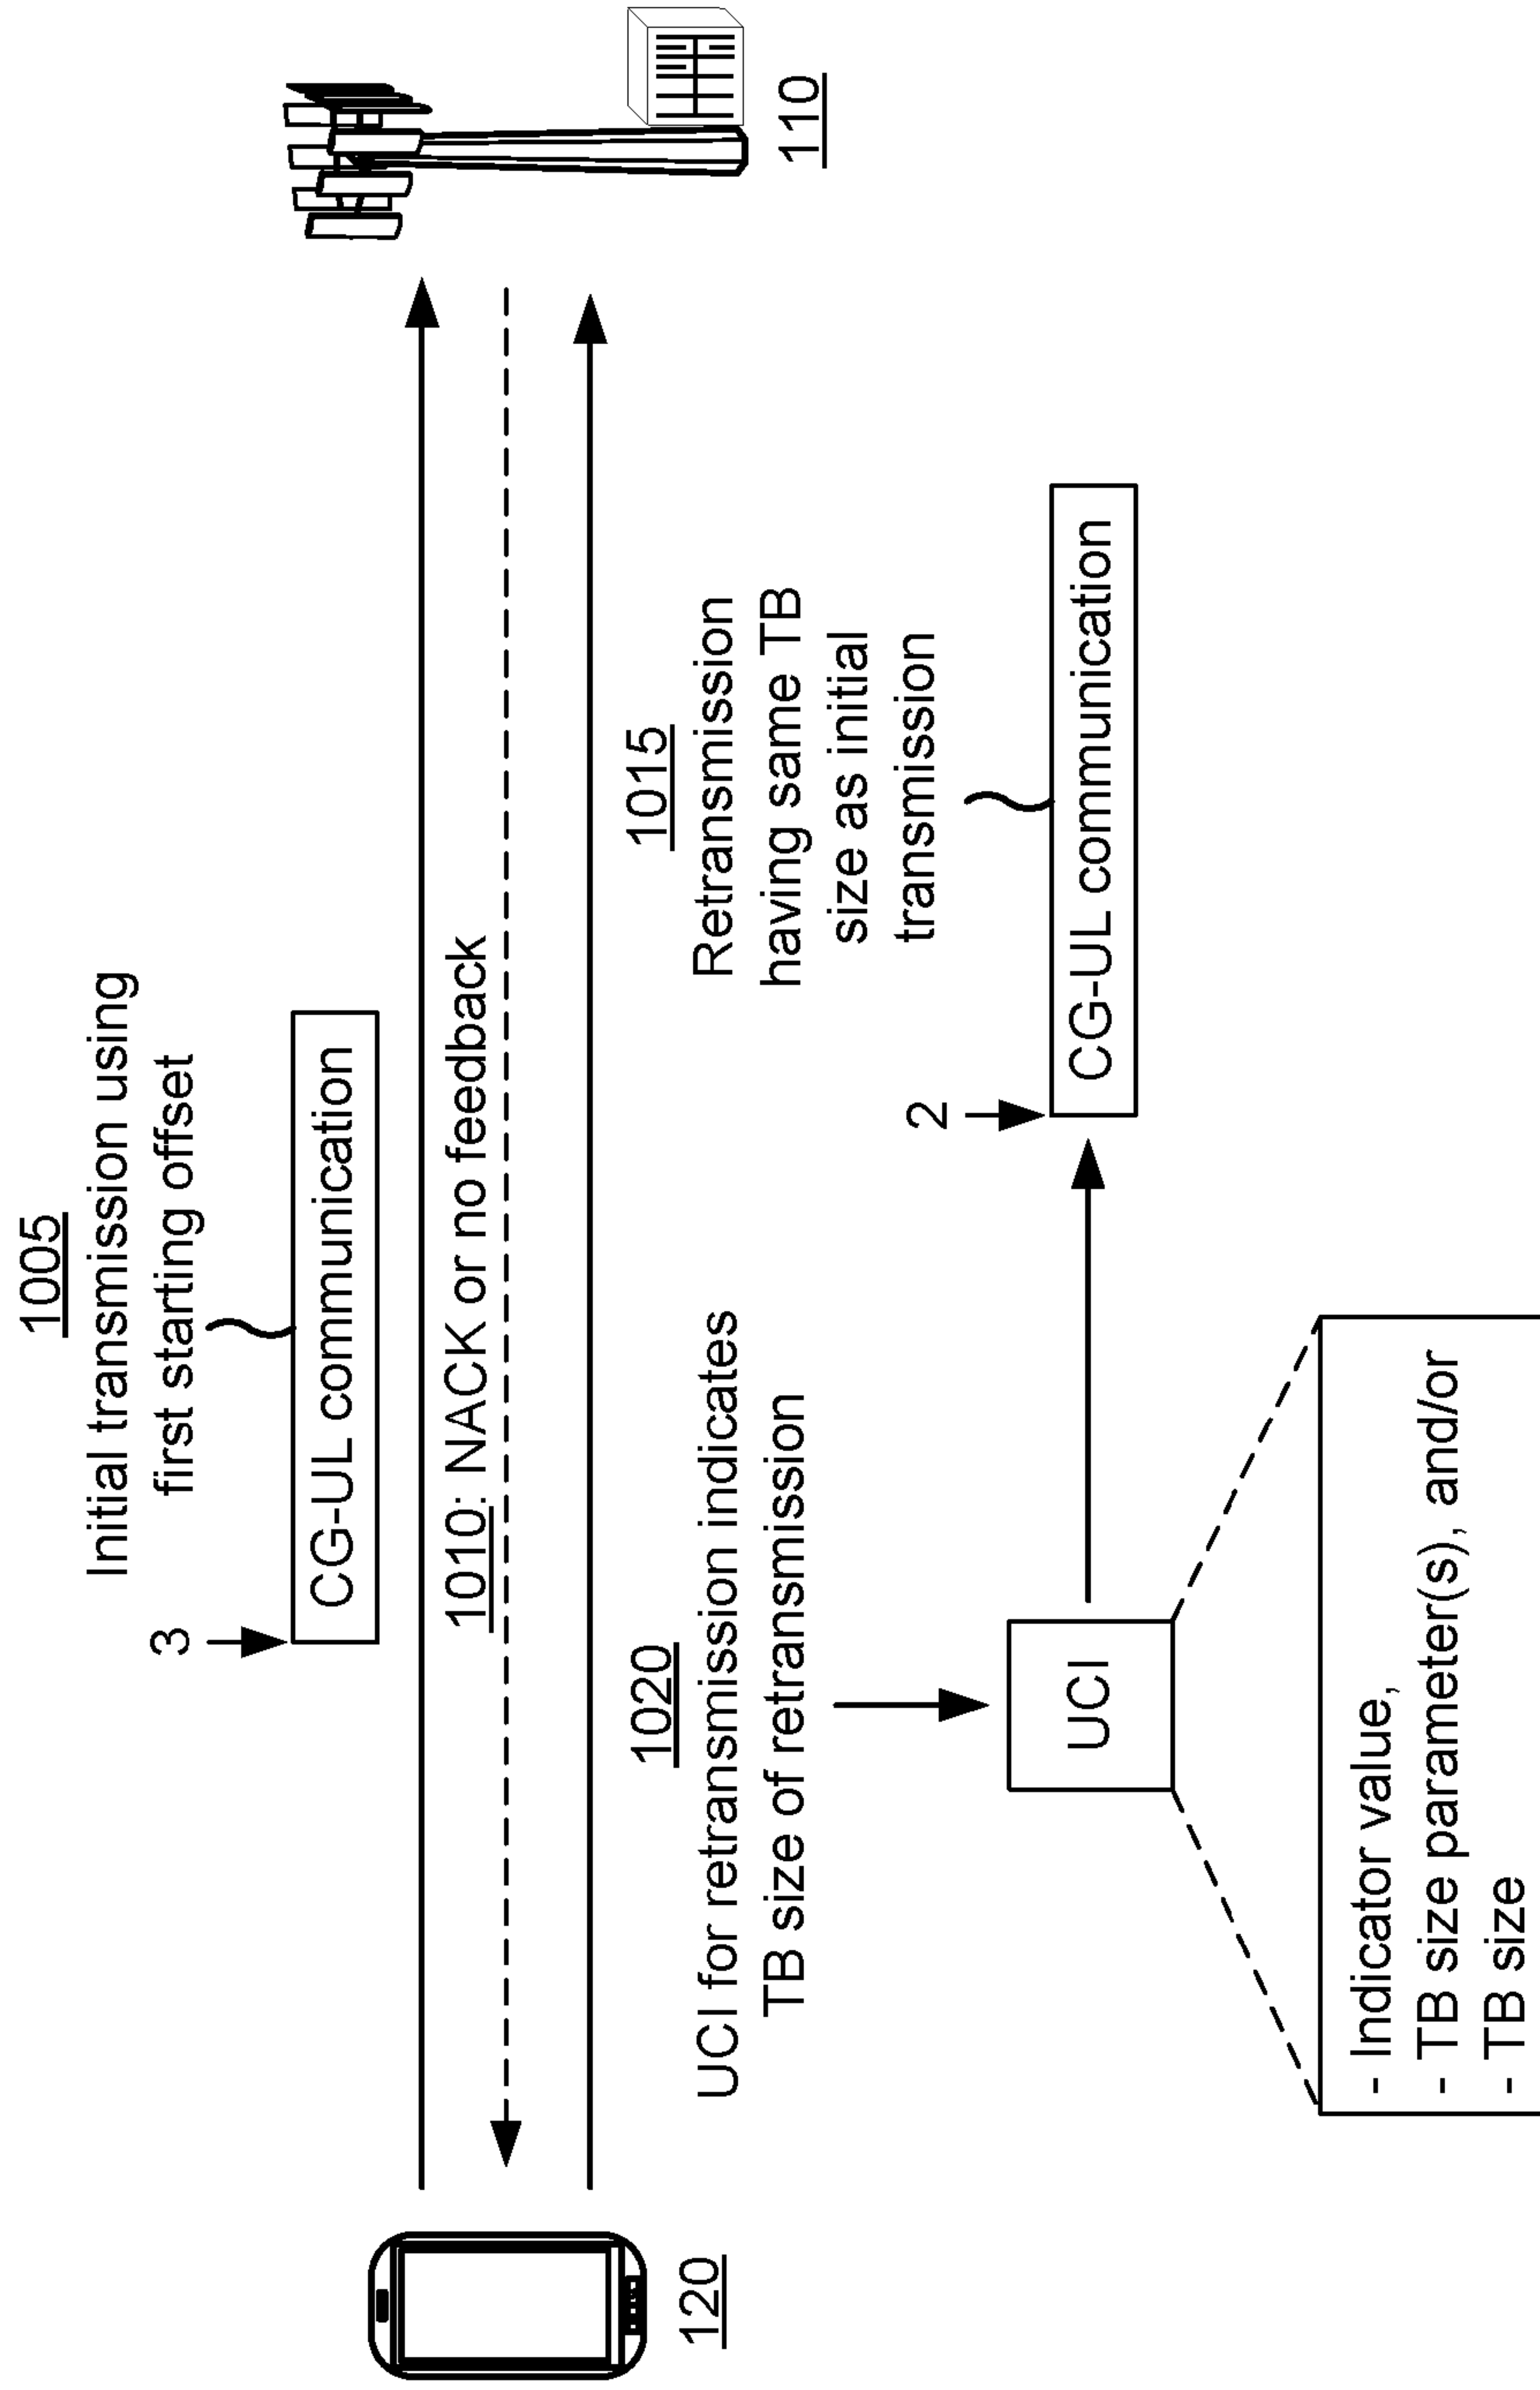 1005
Initial transmission using
first starting offset
3
CG-UL communication
1010: NACK or no feedback
120
110
1020
UCI for retransmission indicates
TB size of retransmission
1015
Retransmission
having same TB
size as initial
transmission
2
UCI
CG-UL communication
- Indicator value,
- TB size parameter(s), and/or
- TB size